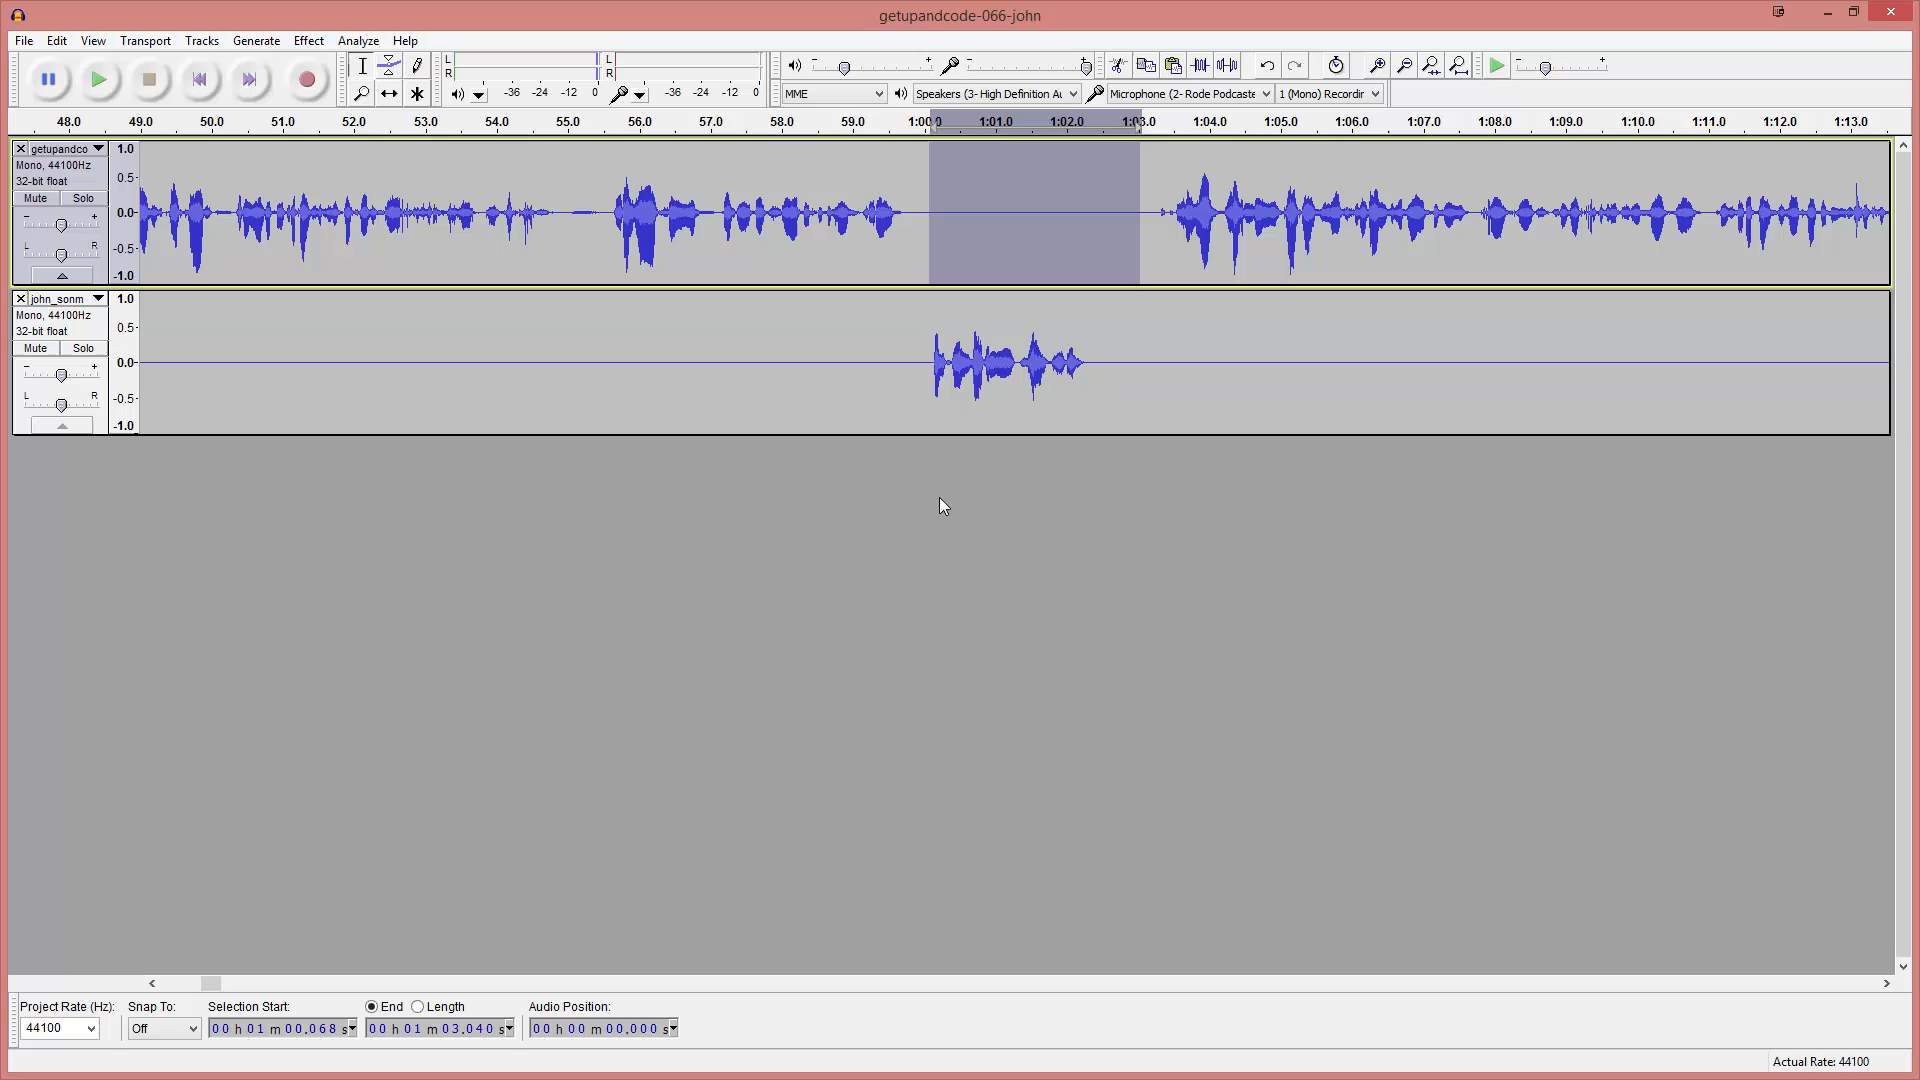 getupandcode-066-john
File Edit View Transport Tracks Generate Effect Analyze Help
L
R
-36 -24 -12 0
L
R
-36 -24 -12 0
MME
Speakers (3- High Definition Au
Microphone (2- Rode Podcaste
1 (Mono) Recordir
48.0 49.0 50.0 51.0 52.0 53.0 54.0 55.0 56.0 57.0 58.0 59.0 1:00.0 1:01.0 1:02.0 1:03.0 1:04.0 1:05.0 1:06.0 1:07.0 1:08.0 1:09.0 1:10.0 1:11.0 1:12.0 1:13.0
getupandco
Mono, 44100Hz
32-bit float
Mute Solo
- +
L R
1.0
0.5-
0.0-
-0.5-
-1.0
john_sonm
Mono, 44100Hz
32-bit float
Mute Solo
- +
L R
1.0
0.5-
0.0-
-0.5-
-1.0
Project Rate (Hz): Snap To: Selection Start: End Length Audio Position:
44100 Off 00 h 01 m 00.068 s 00 h 01 m 03.040 s 00 h 00 m 00.000 s
Actual Rate: 44100